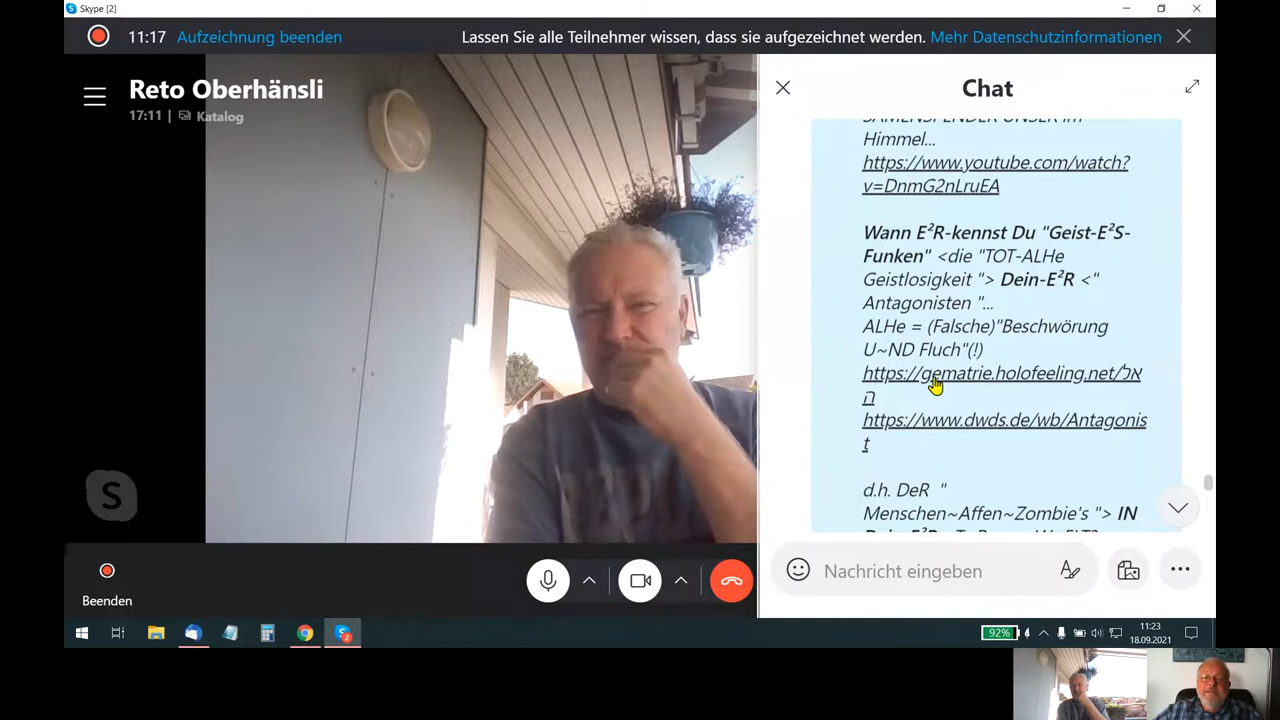 Skype [2]
11:17 Aufzeichnung beenden
Lassen Sie alle Teilnehmer wissen, dass sie aufgezeichnet werden. Mehr Datenschutzinformationen
Reto Oberhänsli
17:11 | Katalog
S
Beenden
Chat
SAMENSPENDER UNSER im
Himmel...
https://www.youtube.com/watch?
v=DnmG2nLruEA
Wann E²R-kennst Du "Geist-E²S-
Funken" <die "TOT-ALHe
Geistlosigkeit "> Dein-E²R <"
Antagonisten "...
ALHe = (Falsche)"Beschwörung
U~ND Fluch"(!)
https://gematrie.holofeeling.net/אל
ה
https://www.dwds.de/wb/Antagonis
t
d.h. DeR "
Menschen~Affen~Zombie's "> IN
Nachricht eingeben
92%
11:23
18.09.2021